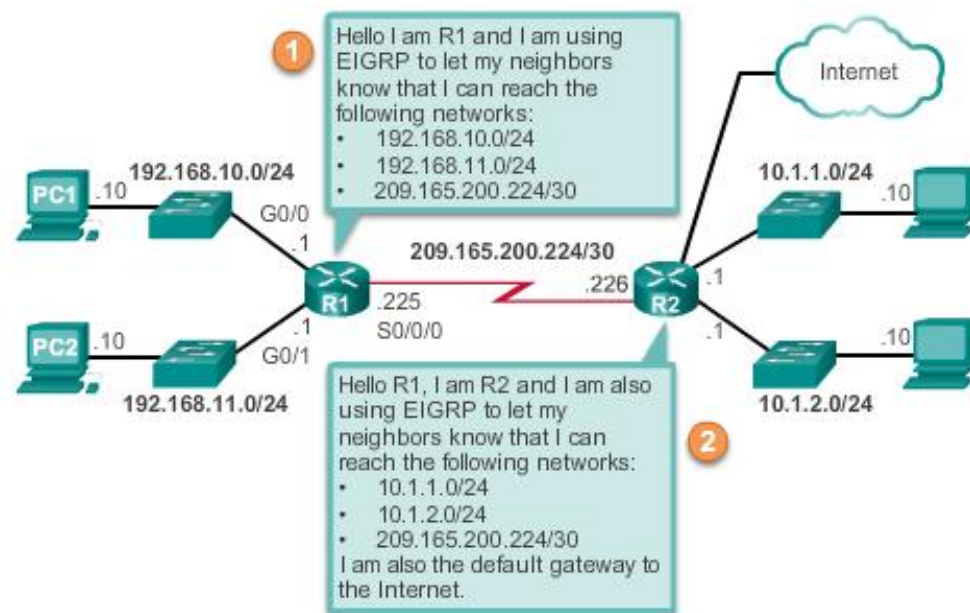 1
Hello I am R1 and I am using
EIGRP to let my neighbors
know that I can reach the
following networks:
• 192.168.10.0/24
• 192.168.11.0/24
• 209.165.200.224/30
Internet
192.168.10.0/24
10.1.1.0/24
PC1
.10
G0/0
.1
.10
209.165.200.224/30
R1
.225
S0/0/0
.226
R2
.1
.1
PC2
.10
.1
G0/1
.10
192.168.11.0/24
10.1.2.0/24
Hello R1, I am R2 and I am also
using EIGRP to let my
neighbors know that I can
reach the following networks:
• 10.1.1.0/24
• 10.1.2.0/24
• 209.165.200.224/30
I am also the default gateway to
the Internet.
2